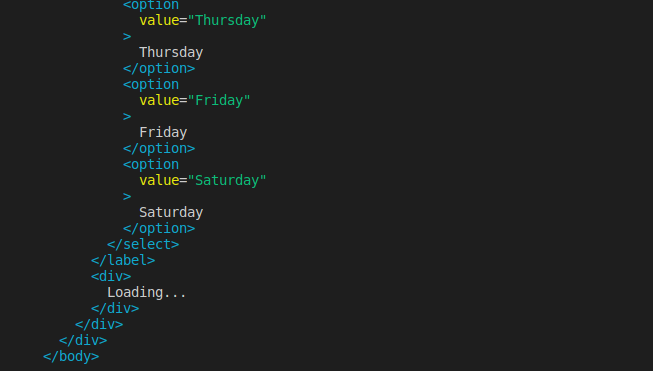 <option
value="Thursday"
>
Thursday
</option>
<option
value="Friday"
>
Friday
</option>
<option
value="Saturday"
>
Saturday
</option>
</select>
</label>
<div>
Loading...
</div>
</div>
</div>
</body>